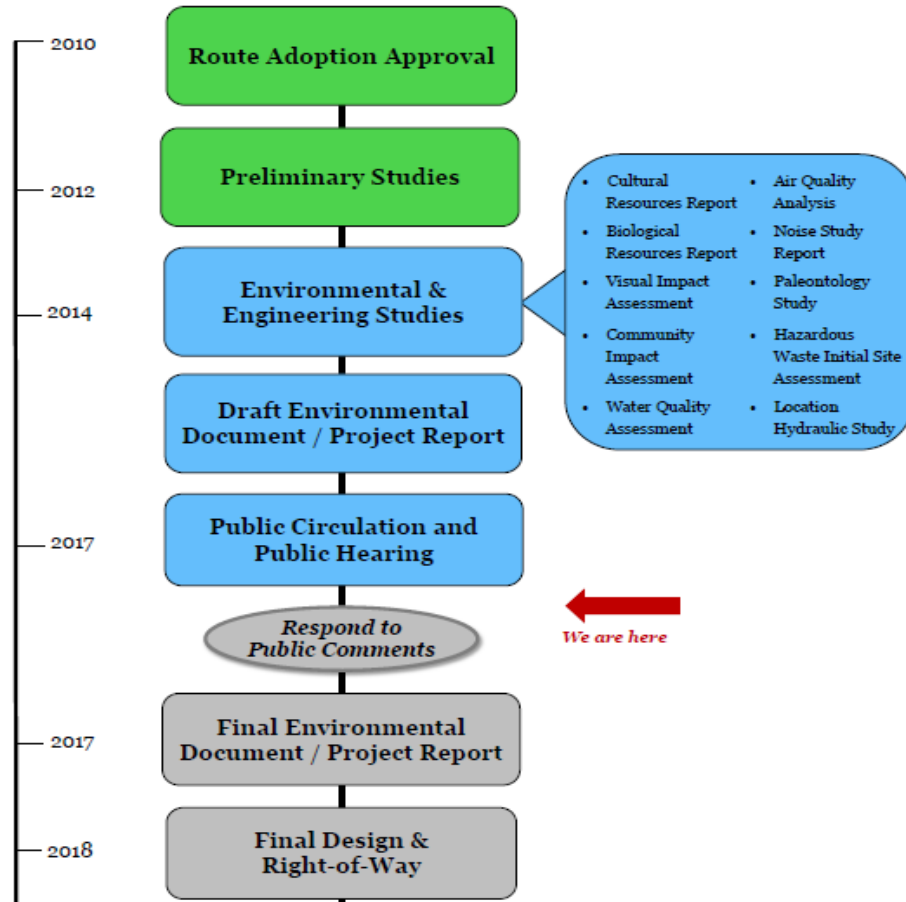 2010
Route Adoption Approval
2012
Preliminary Studies
2014
Environmental &
Engineering Studies
• Cultural
Resources Report
• Biological
Resources Report
• Visual Impact
Assessment
• Community
Impact
Assessment
• Water Quality
Assessment
• Air Quality
Analysis
• Noise Study
Report
• Paleontology
Study
• Hazardous
Waste Initial Site
Assessment
• Location
Hydraulic Study
Draft Environmental
Document / Project Report
2017
Public Circulation and
Public Hearing
Respond to
Public Comments
We are here
2017
Final Environmental
Document / Project Report
2018
Final Design &
Right-of-Way